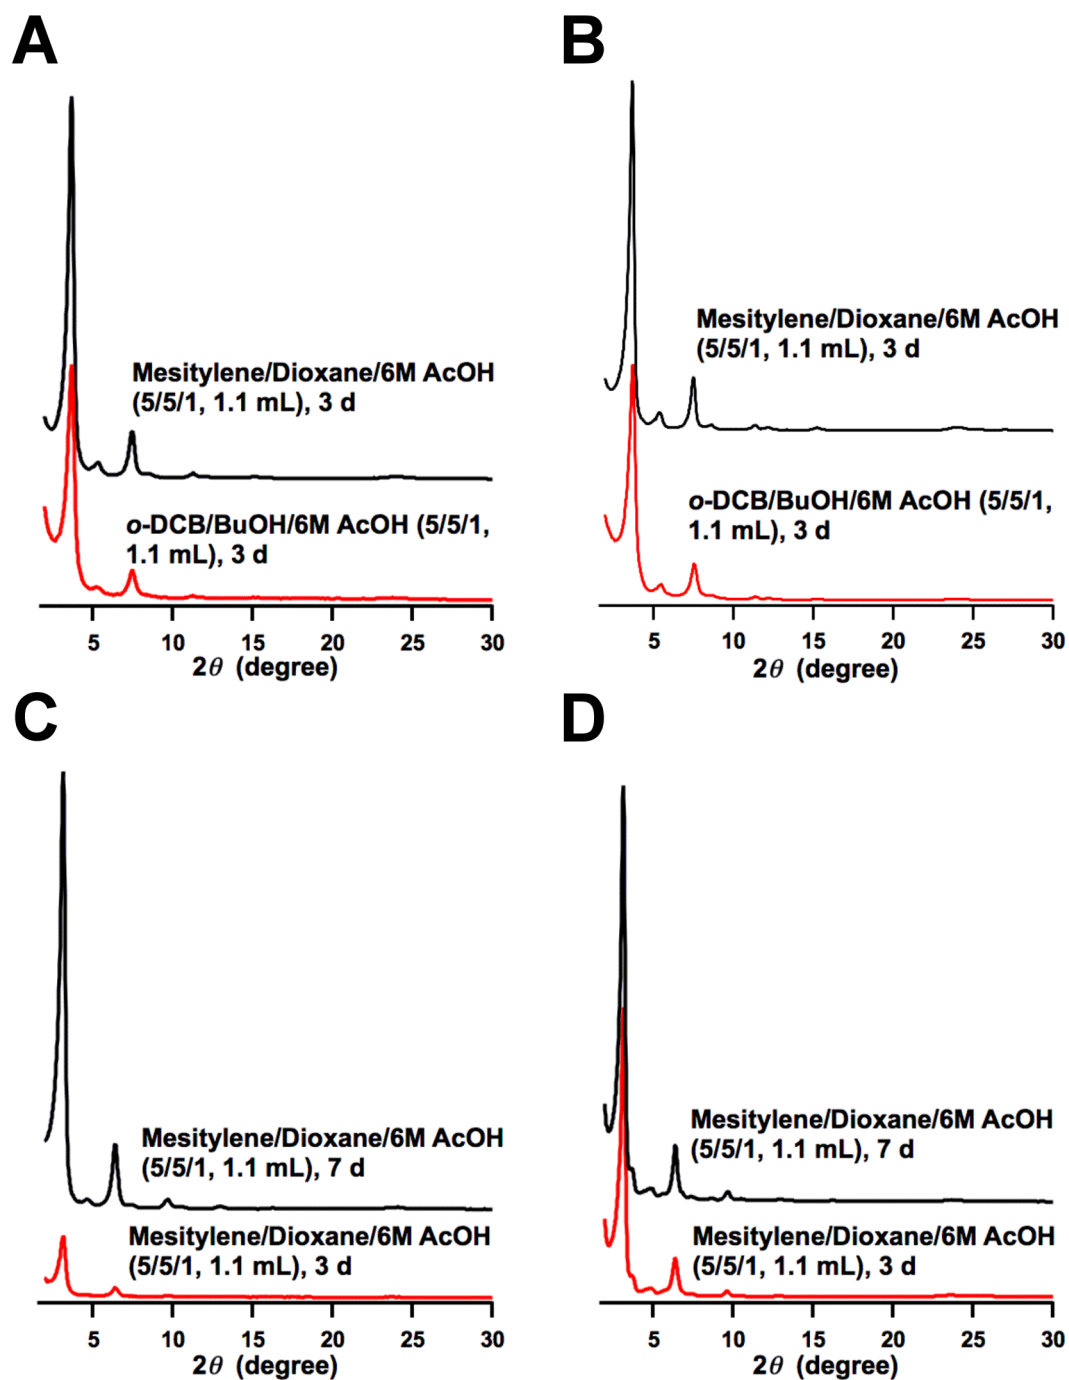 A
B
Mesitylene/Dioxane/6M AcOH
(5/5/1, 1.1 mL), 3 d
o-DCB/BuOH/6M AcOH (5/5/1,
1.1 mL), 3 d
5 10 15 20 25 30
2θ (degree)
Mesitylene/Dioxane/6M AcOH
(5/5/1, 1.1 mL), 3 d
o-DCB/BuOH/6M AcOH (5/5/1,
1.1 mL), 3 d
5 10 15 20 25 30
2θ (degree)
C
D
Mesitylene/Dioxane/6M AcOH
(5/5/1, 1.1 mL), 7 d
Mesitylene/Dioxane/6M AcOH
(5/5/1, 1.1 mL), 3 d
5 10 15 20 25 30
2θ (degree)
Mesitylene/Dioxane/6M AcOH
(5/5/1, 1.1 mL), 7 d
Mesitylene/Dioxane/6M AcOH
(5/5/1, 1.1 mL), 3 d
5 10 15 20 25 30
2θ (degree)